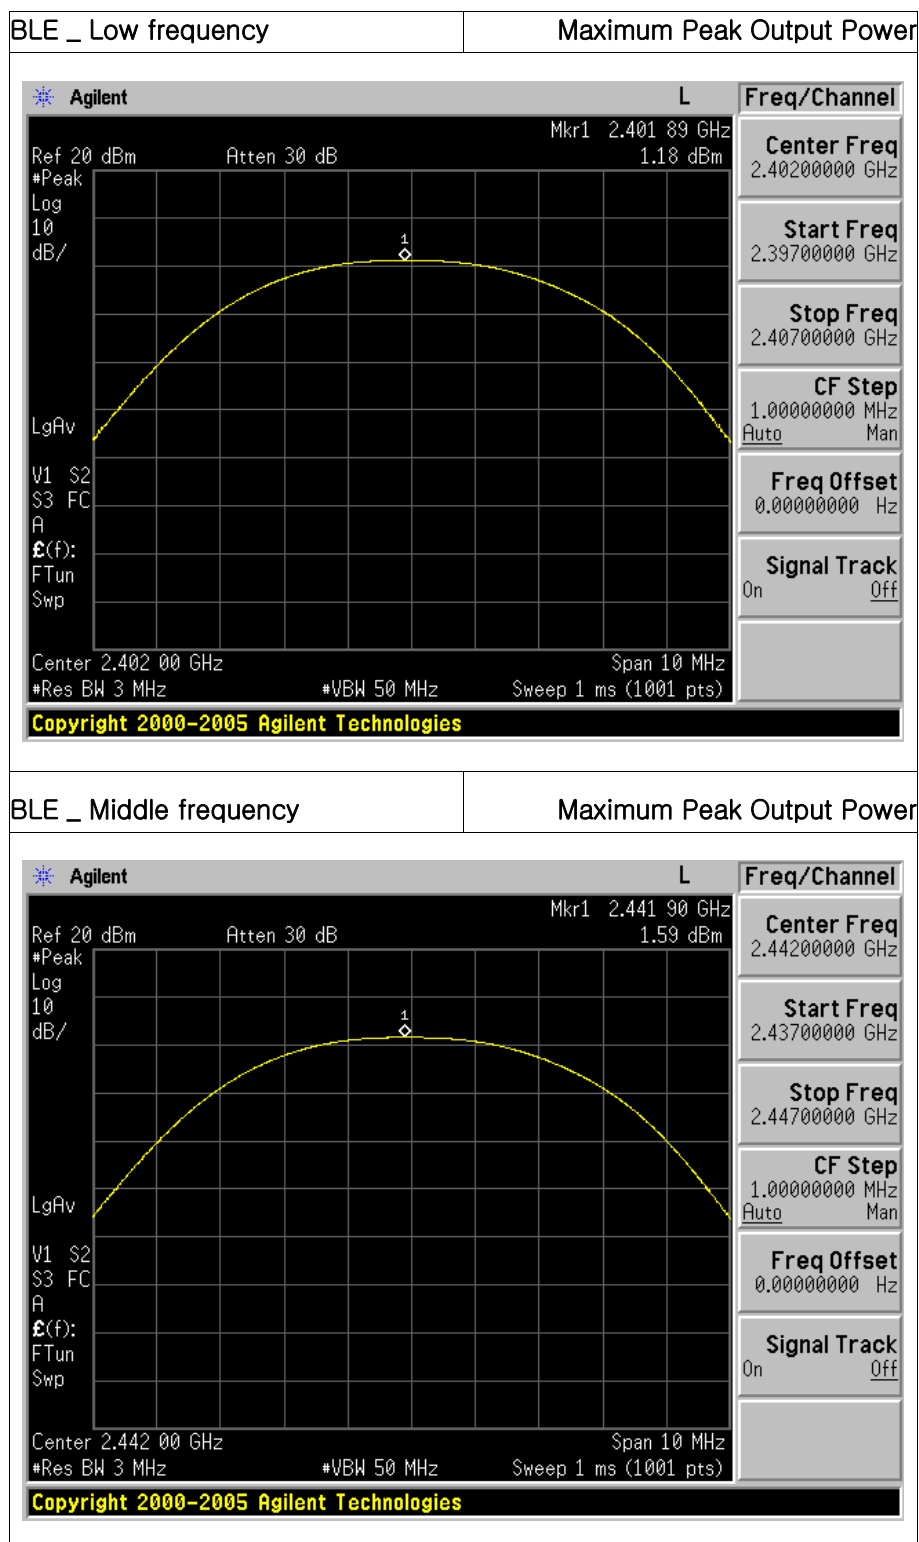 BLE _ Low frequency Maximum Peak Output Power
Agilent L Freq/Channel
Mkr1 2.401 89 GHz
Ref 20 dBm Atten 30 dB 1.18 dBm
#Peak
Log
10
dB/
1
LgAv
V1 S2
S3 FC
A
£(f):
FTun
Swp
Center 2.402 00 GHz Span 10 MHz
#Res BW 3 MHz #VBW 50 MHz Sweep 1 ms (1001 pts)
Copyright 2000-2005 Agilent Technologies
Center Freq
2.40200000 GHz
Start Freq
2.39700000 GHz
Stop Freq
2.40700000 GHz
CF Step
1.00000000 MHz
Auto Man
Freq Offset
0.00000000 Hz
Signal Track
On Off
BLE _ Middle frequency Maximum Peak Output Power
Agilent L Freq/Channel
Mkr1 2.441 90 GHz
Ref 20 dBm Atten 30 dB 1.59 dBm
#Peak
Log
10
dB/
1
LgAv
V1 S2
S3 FC
A
£(f):
FTun
Swp
Center 2.442 00 GHz Span 10 MHz
#Res BW 3 MHz #VBW 50 MHz Sweep 1 ms (1001 pts)
Copyright 2000-2005 Agilent Technologies
Center Freq
2.44200000 GHz
Start Freq
2.43700000 GHz
Stop Freq
2.44700000 GHz
CF Step
1.00000000 MHz
Auto Man
Freq Offset
0.00000000 Hz
Signal Track
On Off